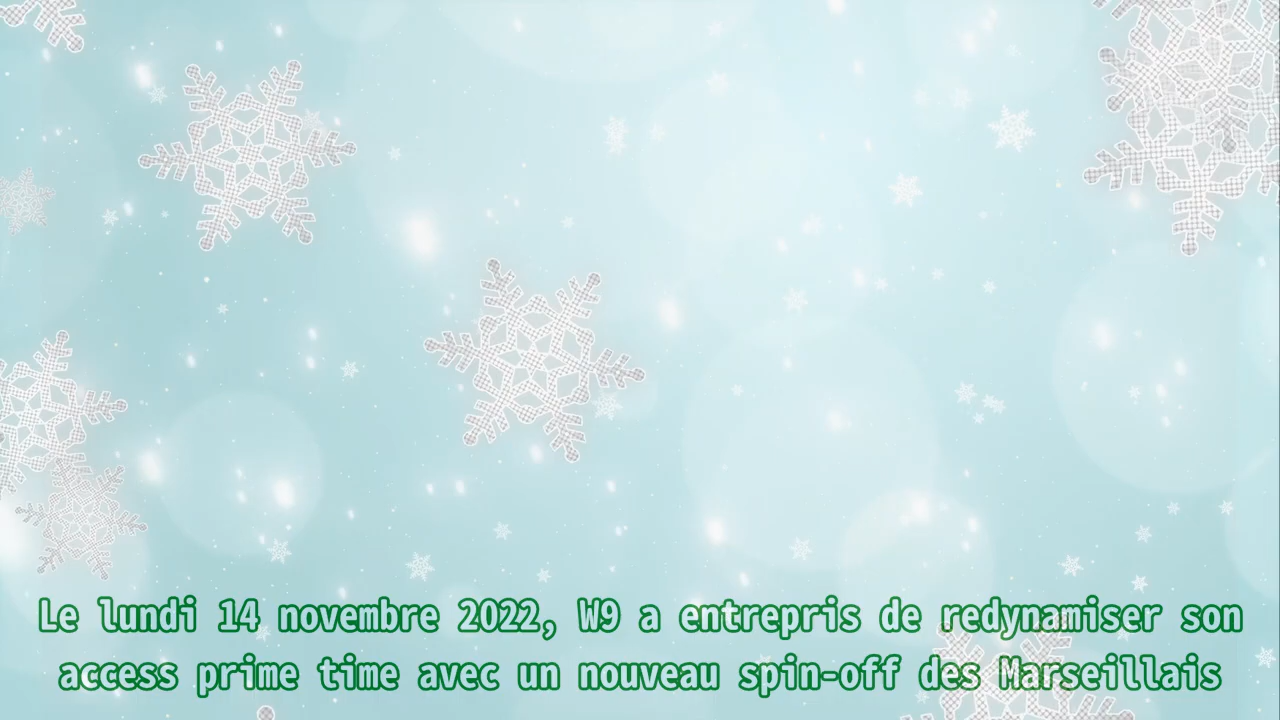 Le lundi 14 novembre 2022, W9 a entrepris de redynamiser son
access prime time avec un nouveau spin-off des Marseillais